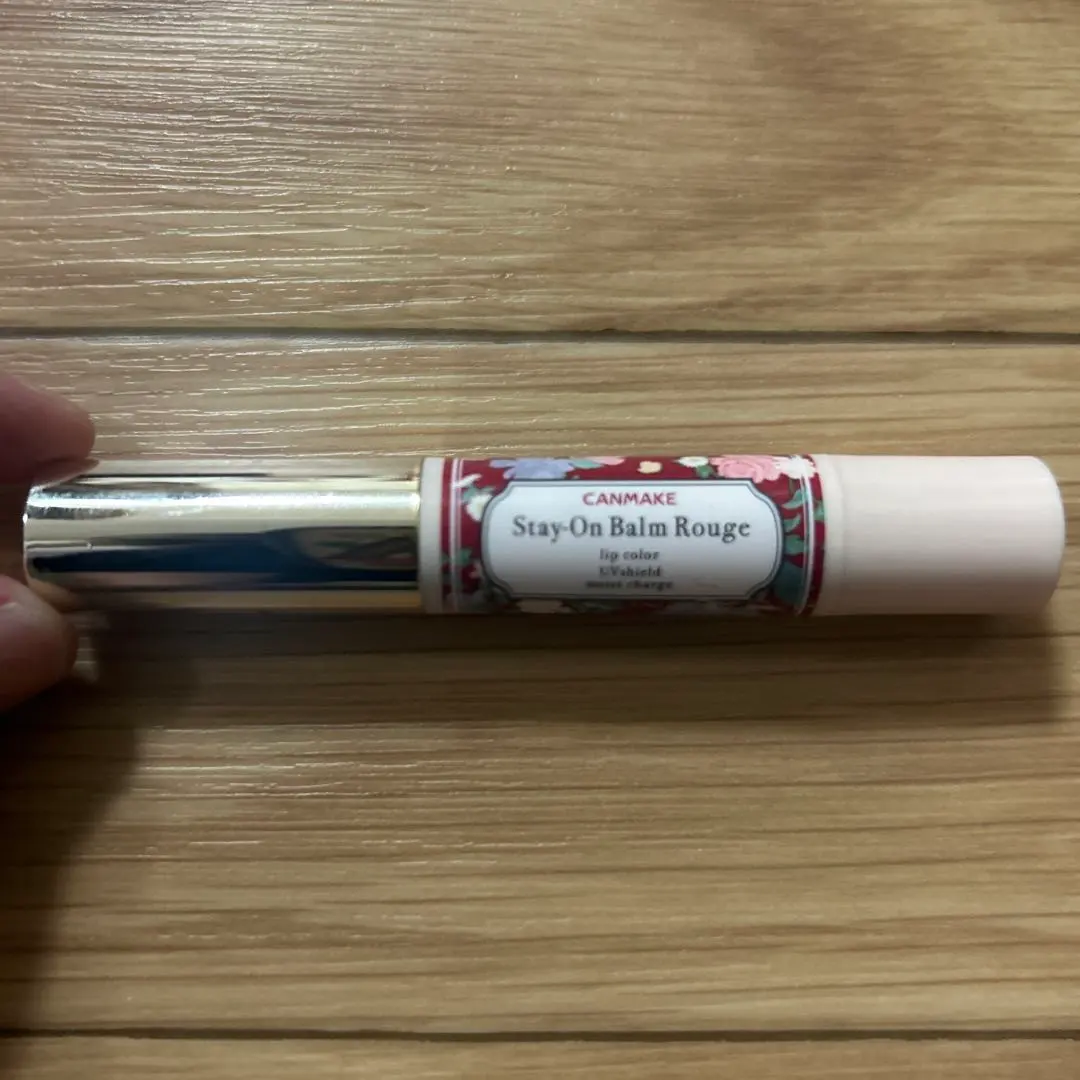 CANMAKE
Stay-On Balm Rouge
lip color
UVshield
moist charge